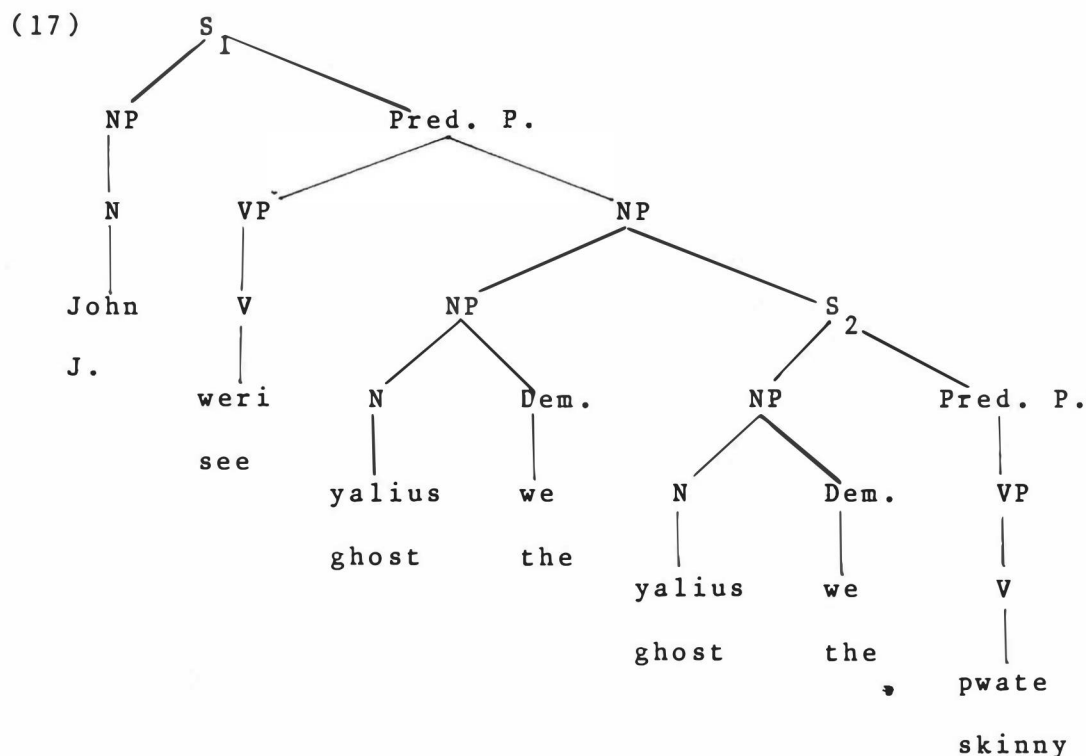 (17) S1
NP Pred. P.
N VP NP
John V NP S2
J.
weri N Dem. NP Pred. P.
see
yalius we N Dem. VP
ghost the
yalius we V
ghost the
pwate
skinny